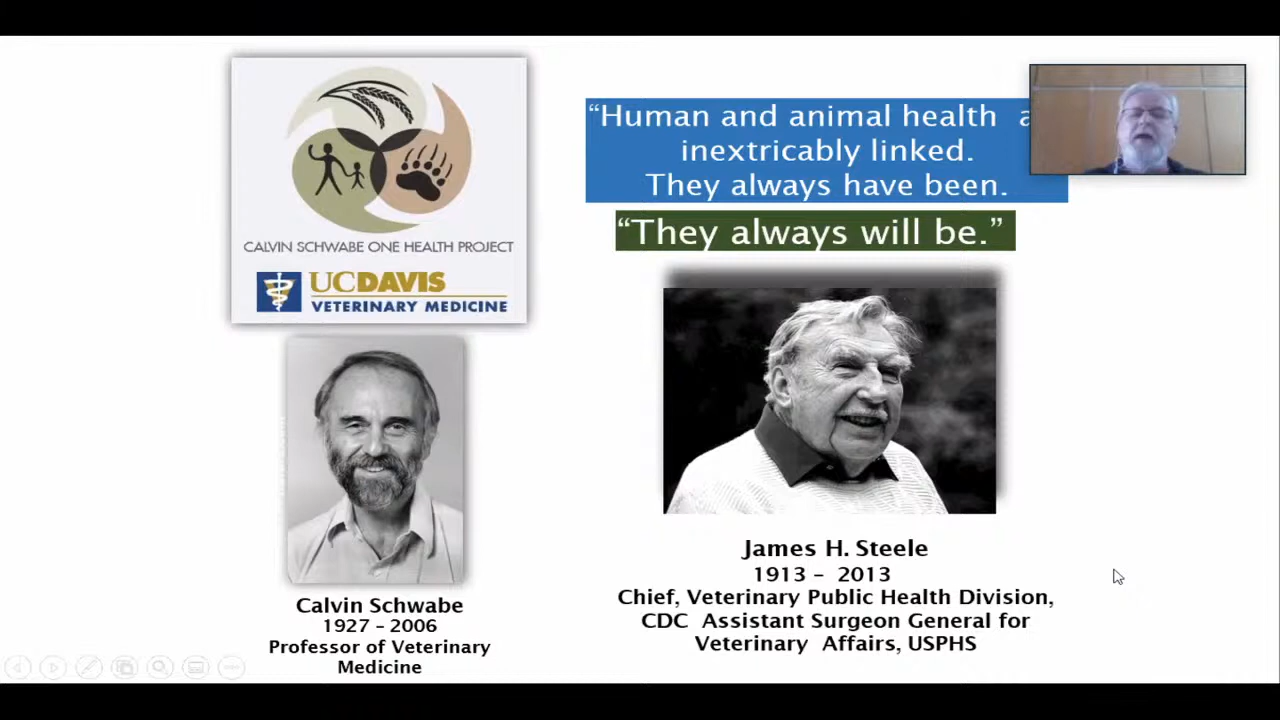 CALVIN SCHWABE ONE HEALTH PROJECT
UCDAVIS
VETERINARY MEDICINE
Calvin Schwabe
1927 – 2006
Professor of Veterinary
Medicine
“Human and animal health
inextricably linked.
They always have been.
“They always will be.”
James H. Steele
1913 – 2013
Chief, Veterinary Public Health Division,
CDC Assistant Surgeon General for
Veterinary Affairs, USPHS